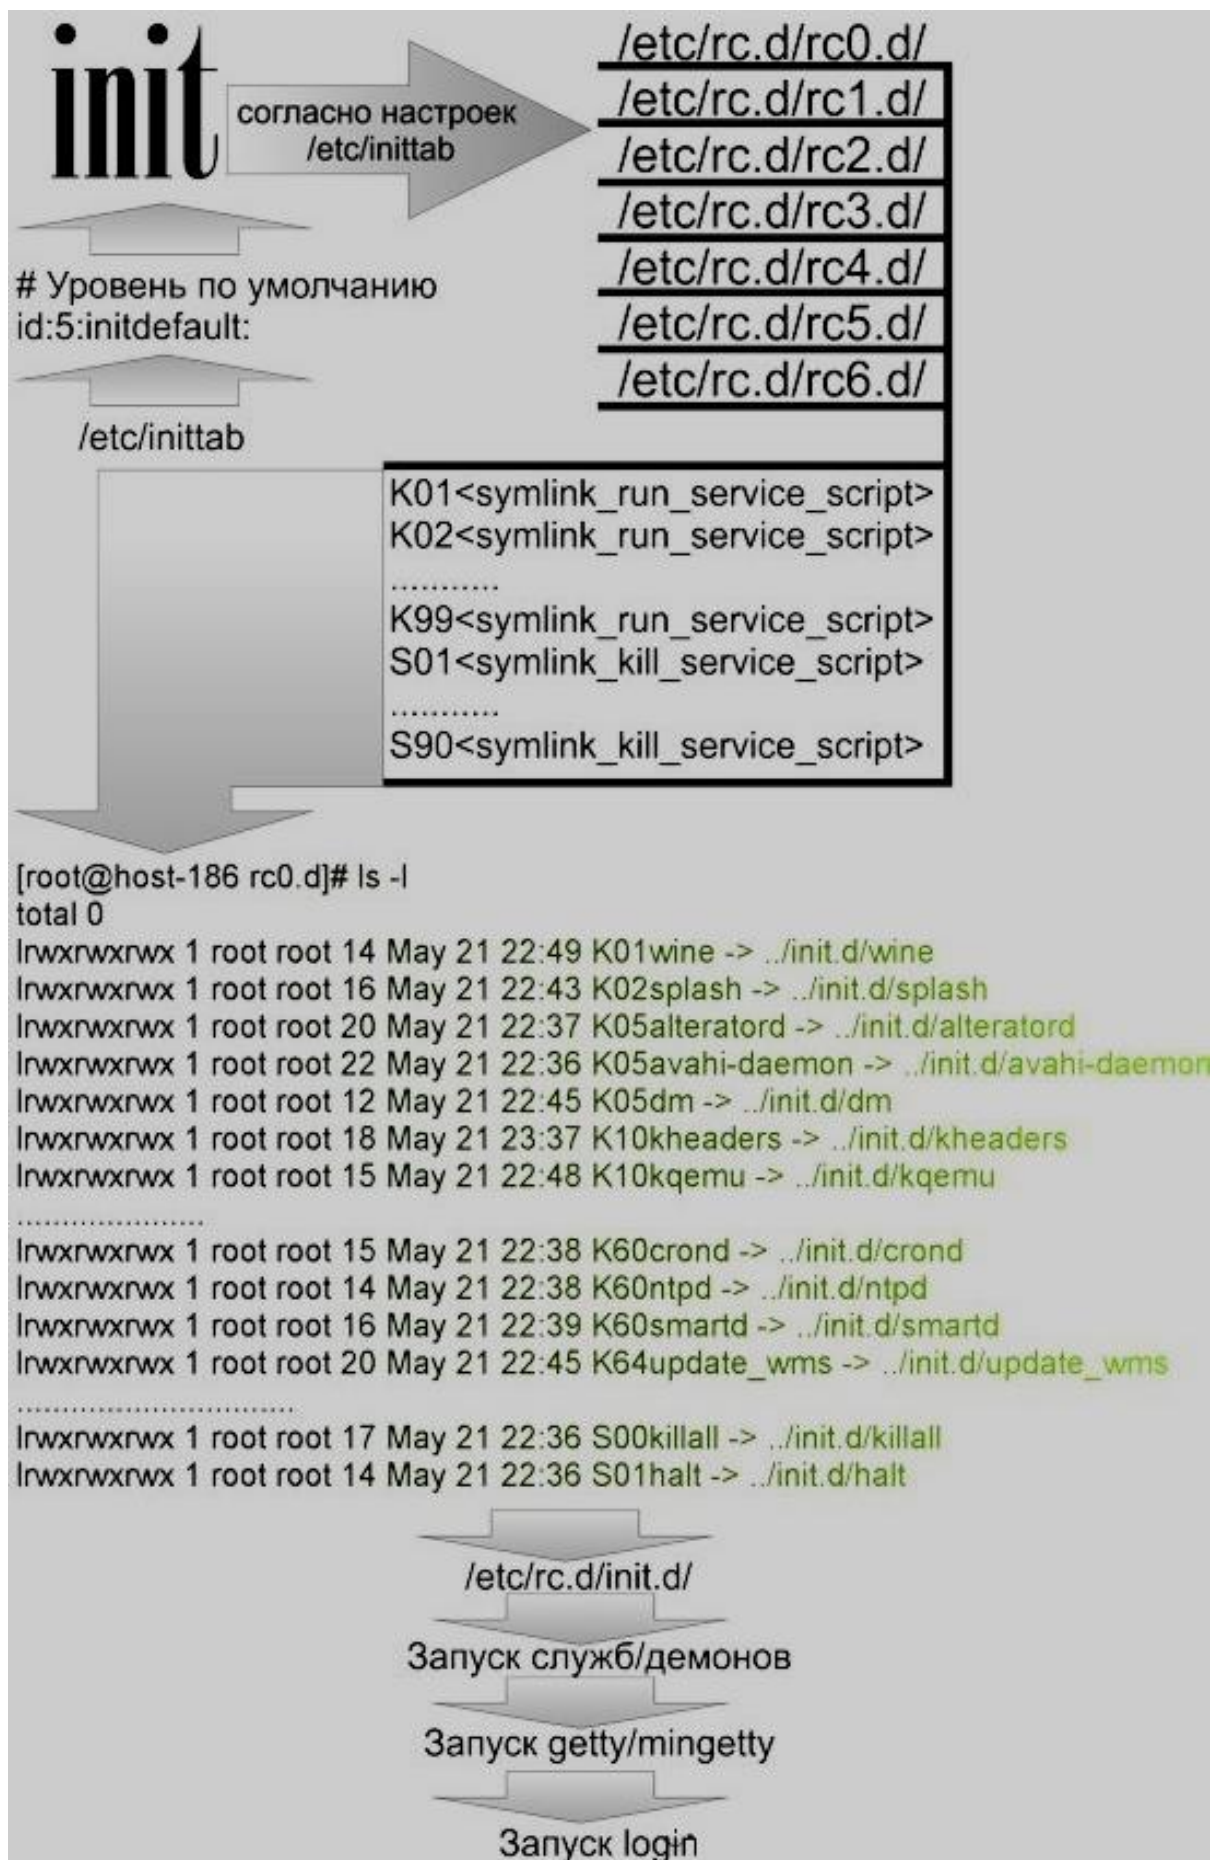 init
согласно настроек
/etc/inittab
/etc/rc.d/rc0.d/
/etc/rc.d/rc1.d/
/etc/rc.d/rc2.d/
/etc/rc.d/rc3.d/
/etc/rc.d/rc4.d/
/etc/rc.d/rc5.d/
/etc/rc.d/rc6.d/
# Уровень по умолчанию
id:5:initdefault:
/etc/inittab
K01<symlink_run_service_script>
K02<symlink_run_service_script>
...........
K99<symlink_run_service_script>
S01<symlink_kill_service_script>
...........
S90<symlink_kill_service_script>
[root@host-186 rc0.d]# ls -l
total 0
lrwxrwxrwx 1 root root 14 May 21 22:49 K01wine -> ../init.d/wine
lrwxrwxrwx 1 root root 16 May 21 22:43 K02splash -> ../init.d/splash
lrwxrwxrwx 1 root root 20 May 21 22:37 K05alteratord -> ../init.d/alteratord
lrwxrwxrwx 1 root root 22 May 21 22:36 K05avahi-daemon -> ../init.d/avahi-daemon
lrwxrwxrwx 1 root root 12 May 21 22:45 K05dm -> ../init.d/dm
lrwxrwxrwx 1 root root 18 May 21 23:37 K10kheaders -> ../init.d/kheaders
lrwxrwxrwx 1 root root 15 May 21 22:48 K10kqemu -> ../init.d/kqemu
.....................
lrwxrwxrwx 1 root root 15 May 21 22:38 K60crond -> ../init.d/crond
lrwxrwxrwx 1 root root 14 May 21 22:38 K60ntpd -> ../init.d/ntpd
lrwxrwxrwx 1 root root 16 May 21 22:39 K60smartd -> ../init.d/smartd
lrwxrwxrwx 1 root root 20 May 21 22:45 K64update_wms -> ../init.d/update_wms
...............................
lrwxrwxrwx 1 root root 17 May 21 22:36 S00killall -> ../init.d/killall
lrwxrwxrwx 1 root root 14 May 21 22:36 S01halt -> ../init.d/halt
/etc/rc.d/init.d/
Запуск служб/демонов
Запуск getty/mingetty
Запуск login